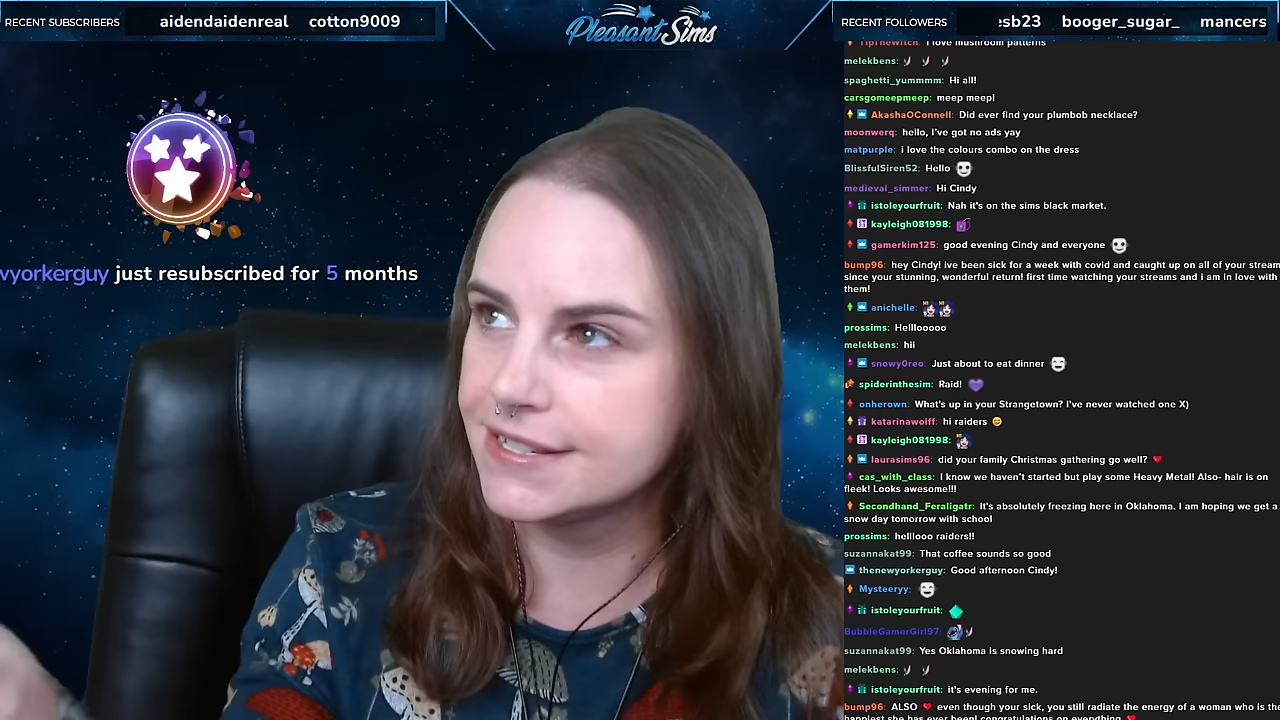 RECENT SUBSCRIBERS
aidendaidenreal cotton9009
PleasantSims
RECENT FOLLOWERS
sb23 booger_sugar_ mancers
TipTheWitch: I love mushroom patterns
melekbens:
spaghetti_yummmm: Hi all!
carsgomeepmeep: meep meep!
AkashaOConnell: Did ever find your plumbob necklace?
moonwerq: hello, I've got no ads yay
matpurple: i love the colours combo on the dress
BlissfulSiren52: Hello
medieval_simmer: Hi Cindy
istoleyourfruit: Nah it's on the sims black market.
kayleigh081998:
gamerkim125: good evening Cindy and everyone
bump96: hey Cindy! ive been sick for a week with covid and caught up on all of your stream
since your stunning, wonderful return! first time watching your streams and i am in love with
them!
anichelle:
prossims: Hellloooo
melekbens: hii
snowy0reo: Just about to eat dinner
spiderinthesim: Raid!
onherown: What's up in your Strangetown? I've never watched one X)
katarinawolff: hi raiders
kayleigh081998:
laurasims96: did your family Christmas gathering go well?
cas_with_class: I know we haven't started but play some Heavy Metal! Also- hair is on
fleek! Looks awesome!!!
Secondhand_Feraligatr: It's absolutely freezing here in Oklahoma. I am hoping we get a
snow day tomorrow with school
prossims: helllooo raiders!!
suzannakat99: That coffee sounds so good
thenewyorkerguy: Good afternoon Cindy!
Mysteeryy:
istoleyourfruit:
BubbleGamerGirl97:
suzannakat99: Yes Oklahoma is snowing hard
melekbens:
istoleyourfruit: it's evening for me.
bump96: ALSO ❤ even though your sick, you still radiate the energy of a woman who is the
happiest she has ever been! congratulations on everything
vyorkerguy just resubscribed for 5 months